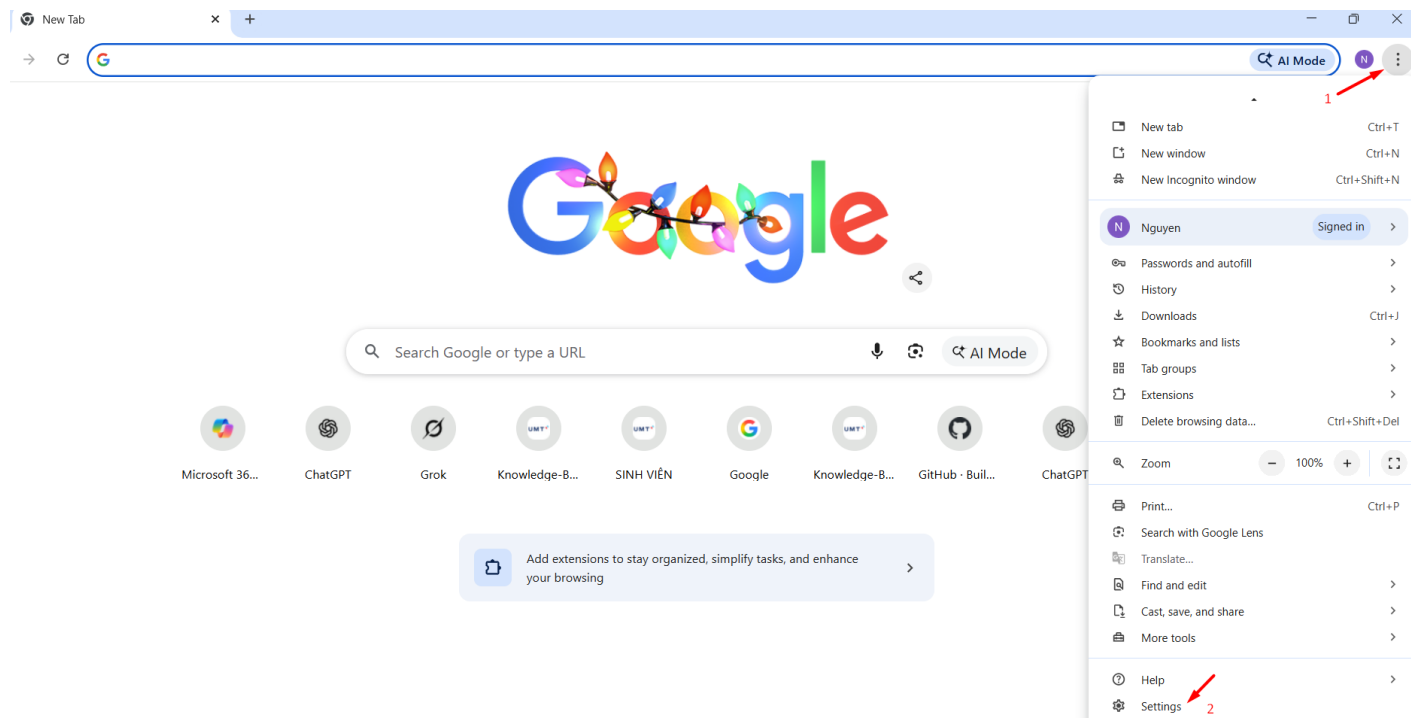 New Tab
AI Mode
N
1
New tab Ctrl+T
New window Ctrl+N
New Incognito window Ctrl+Shift+N
N Nguyen Signed in
Passwords and autofill
History
Downloads Ctrl+J
Bookmarks and lists
Tab groups
Extensions
Delete browsing data... Ctrl+Shift+Del
Zoom - 100% +
Print... Ctrl+P
Search with Google Lens
Translate...
Find and edit
Cast, save, and share
More tools
Help
Settings 2
Google
Search Google or type a URL AI Mode
UMT UMT UMT
Microsoft 36... ChatGPT Grok Knowledge-B... SINH VIÊN Google Knowledge-B... GitHub · Buil... ChatGPT
Add extensions to stay organized, simplify tasks, and enhance
your browsing